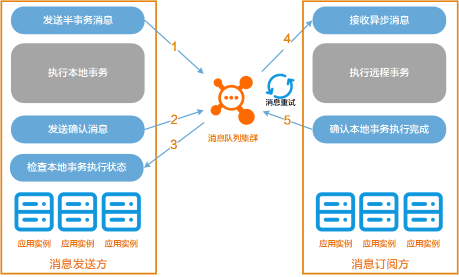 发送半事务消息
执行本地事务
发送确认消息
检查本地事务执行状态
应用实例 应用实例 应用实例
消息发送方
1
2
3
消息队列集群
消息重试
4
5
接收异步消息
执行远程事务
确认本地事务执行完成
应用实例 应用实例 应用实例
消息订阅方